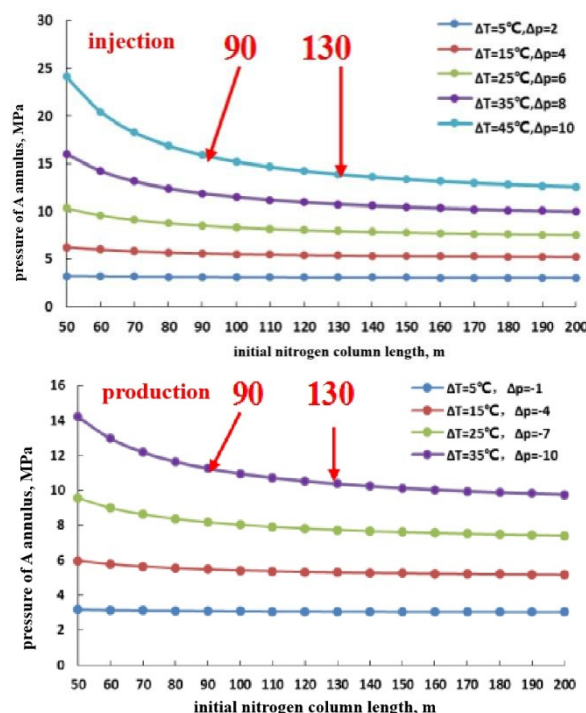 injection
90
130
ΔT=5℃,Δp=2
ΔT=15℃,Δp=4
ΔT=25℃,Δp=6
ΔT=35℃,Δp=8
ΔT=45℃,Δp=10
pressure of A annulus, MPa
30
25
20
15
10
5
0
50 60 70 80 90 100 110 120 130 140 150 160 170 180 190 200
initial nitrogen column length, m
production
90
130
ΔT=5℃, Δp=-1
ΔT=15℃, Δp=-4
ΔT=25℃, Δp=-7
ΔT=35℃, Δp=-10
pressure of A annulus, MPa
16
14
12
10
8
6
4
2
0
50 60 70 80 90 100 110 120 130 140 150 160 170 180 190 200
initial nitrogen column length, m